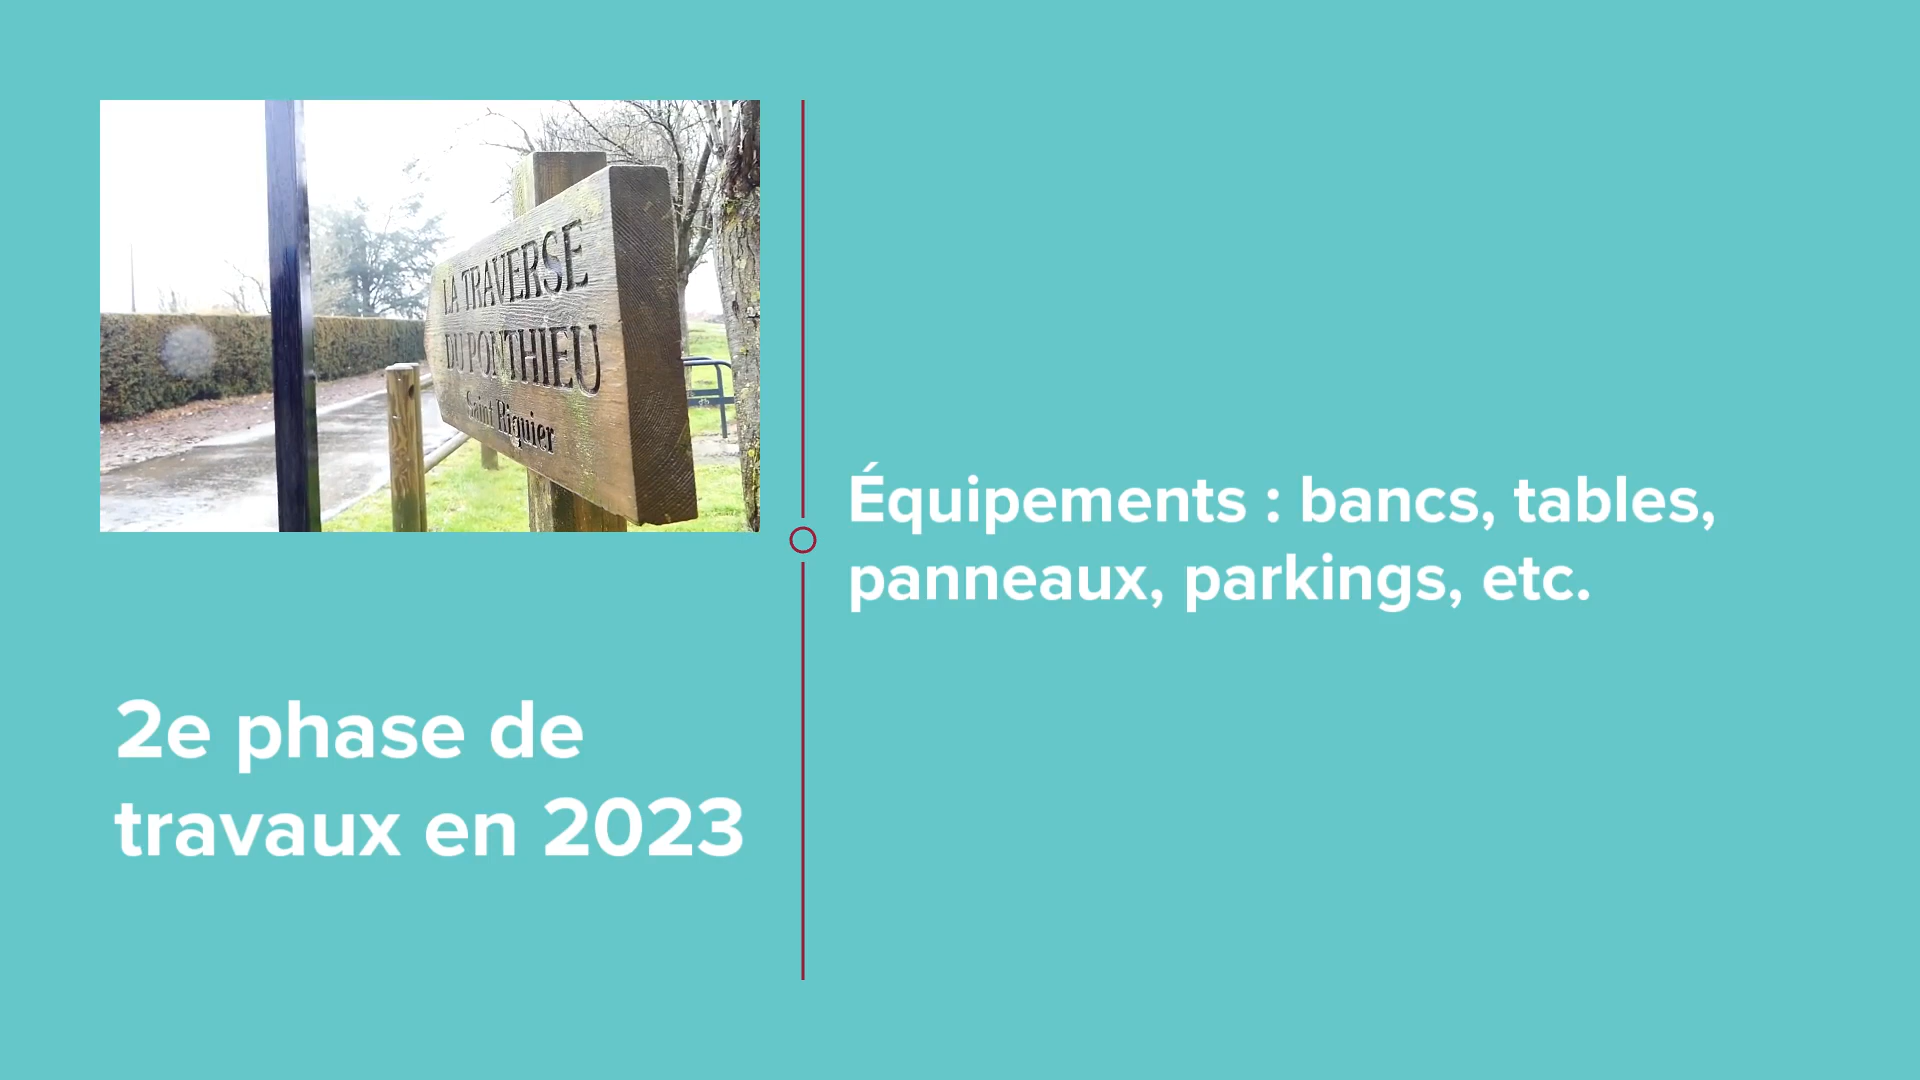 LA TRAVERSE
DU PONTHIEU
Saint Riquier
2e phase de
travaux en 2023
Équipements : bancs, tables,
panneaux, parkings, etc.